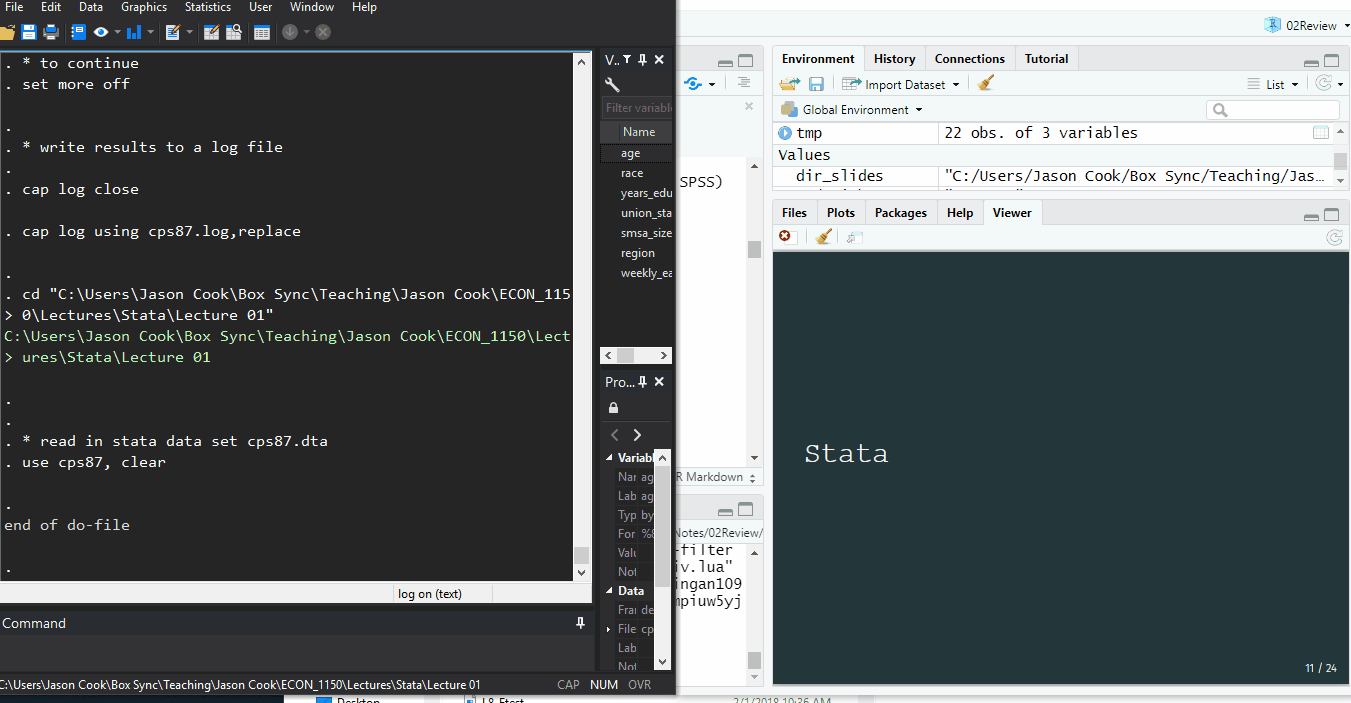 File Edit Data Graphics Statistics User Window Help
. * to continue
. set more off
.
. * write results to a log file
.
. cap log close
. cap log using cps87.log,replace
.
. cd "C:\Users\Jason Cook\Box Sync\Teaching\Jason Cook\ECON_115
> 0\Lectures\Stata\Lecture 01"
C:\Users\Jason Cook\Box Sync\Teaching\Jason Cook\ECON_1150\Lect
> ures\Stata\Lecture 01
.
.
. * read in stata data set cps87.dta
. use cps87, clear
.
end of do-file
.
log on (text)
Command
C:\Users\Jason Cook\Box Sync\Teaching\Jason Cook\ECON_1150\Lectures\Stata\Lecture 01 CAP NUM OVR
V..
Filter variabl
Name
age
race
years_edu
union_sta
smsa_size
region
weekly_ea
Pro...
Variabl
Nar ag
Lab ag
Typ by
For %8
Valu
Not
Data
Frar de
File cp
Lab
Not
SPSS)
R Markdown
Notes/02Review/
-filter
iv.lua"
ingan109
mpiuw5yj
02Review
Environment History Connections Tutorial
Import Dataset List
Global Environment
tmp 22 obs. of 3 variables
Values
dir_slides "C:/Users/Jason Cook/Box Sync/Teaching/Jas...
Files Plots Packages Help Viewer
Stata
11 / 24
Desktop L8_Etest 2/1/2018 10:36 AM